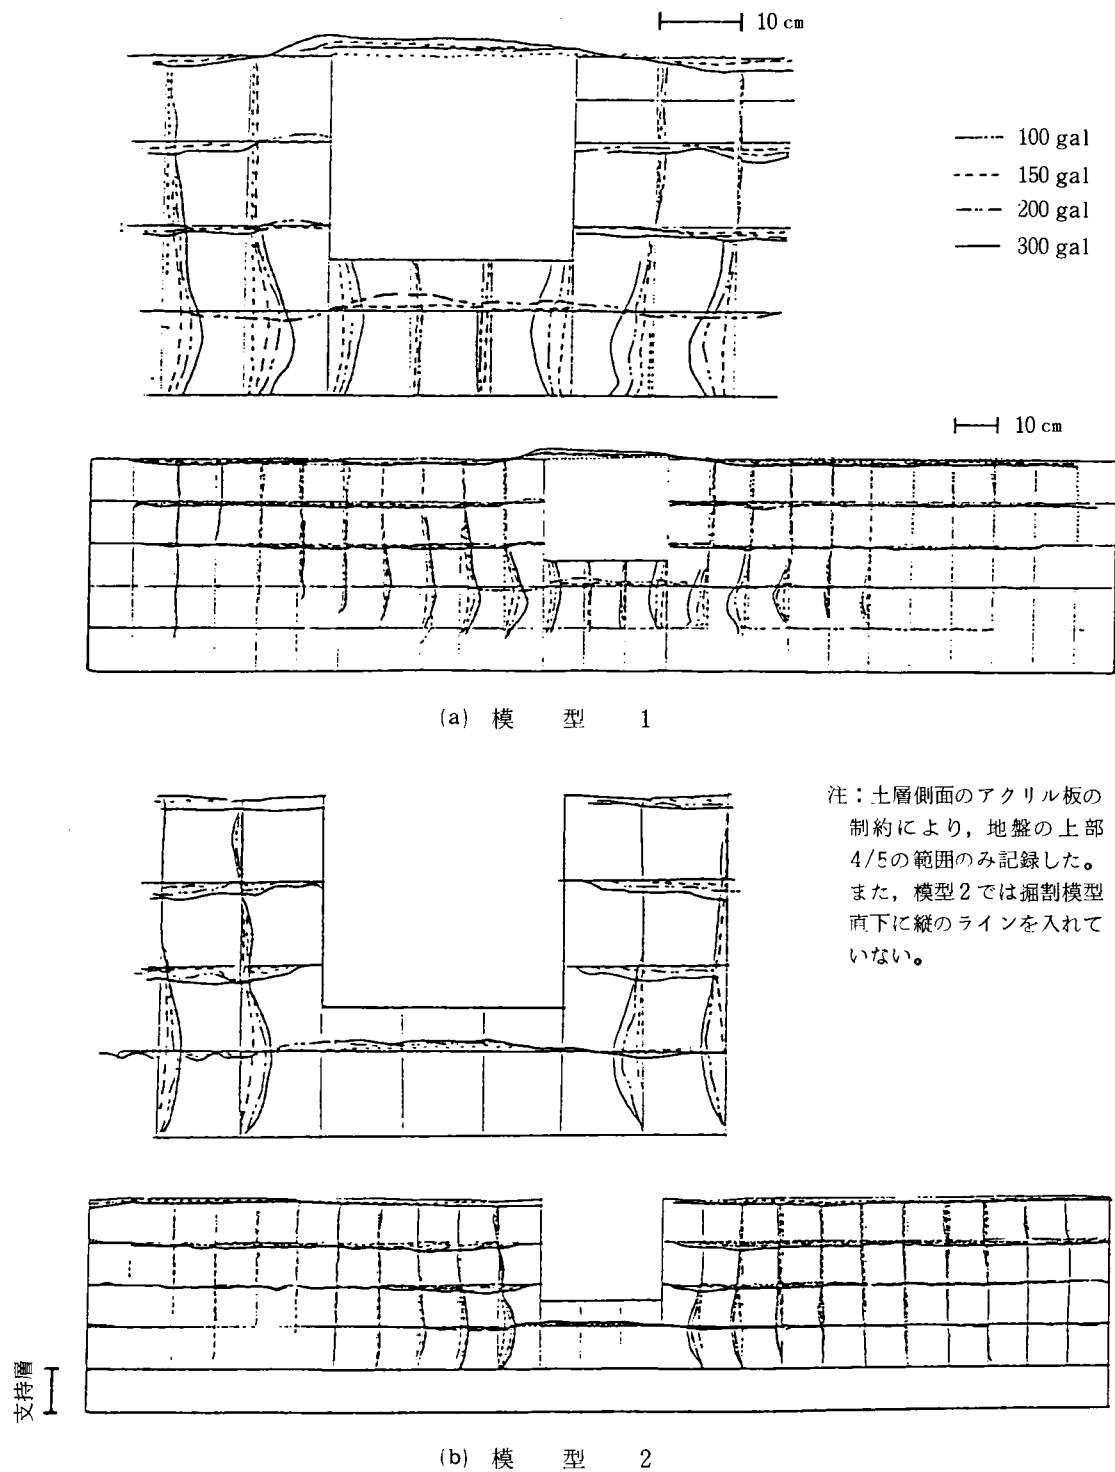 10 cm
100 gal
150 gal
200 gal
300 gal
10 cm
(a) 模 型 1
注：土層側面のアクリル板の
制約により，地盤の上部
4/5の範囲のみ記録した。
また，模型2では掘割模型
直下に縦のラインを入れて
いない。
支持層
(b) 模 型 2